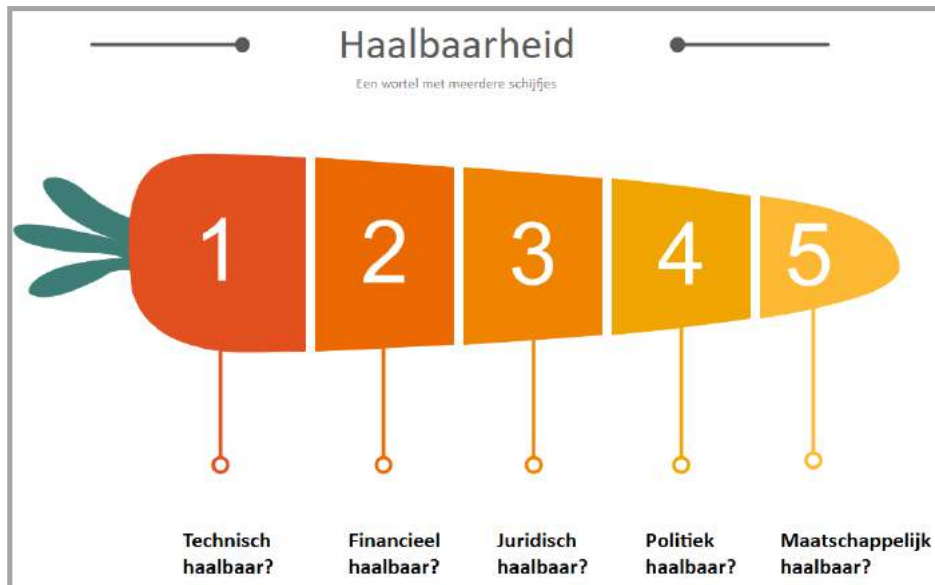 Haalbaarheid
Een wortel met meerdere schijfjes
1 2 3 4 5
Technisch haalbaar?
Financieel haalbaar?
Juridisch haalbaar?
Politiek haalbaar?
Maatschappelijk haalbaar?